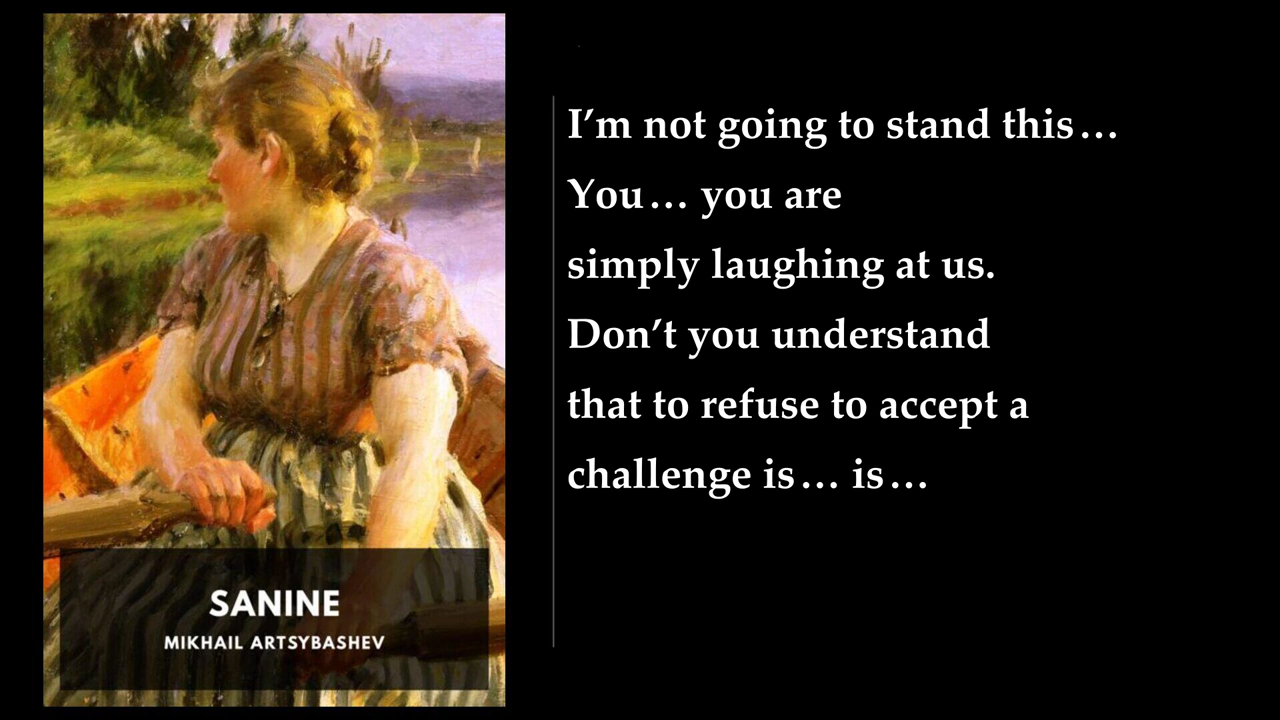 I’m not going to stand this…
You… you are
simply laughing at us.
Don’t you understand
that to refuse to accept a
challenge is… is…
SANINE
MIKHAIL ARTSYBASHEV